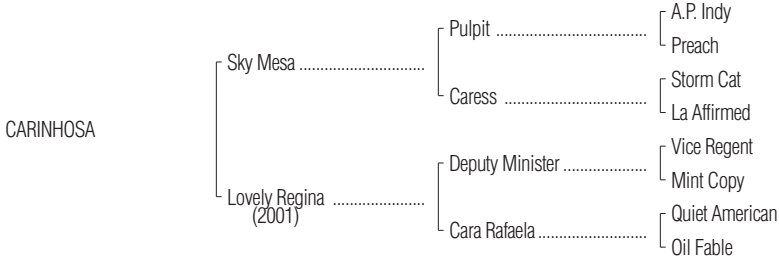 A.P. Indy
Pulpit ....................................
Preach
Sky Mesa ..............................
Storm Cat
Caress ..................................
La Affirmed
CARINHOSA
Vice Regent
Deputy Minister ....................
Mint Copy
Lovely Regina ......................
(2001)
Quiet American
Cara Rafaela ..........................
Oil Fable